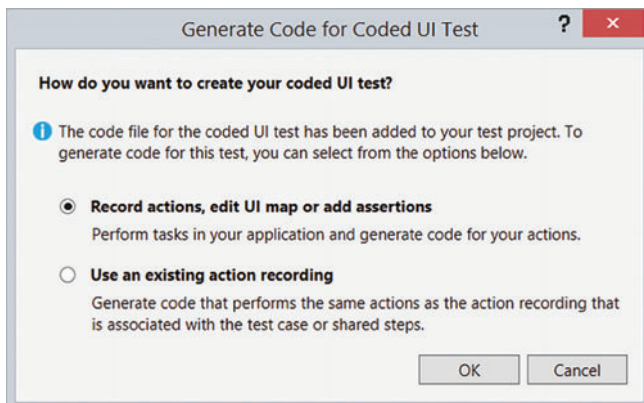 Generate Code for Coded UI Test
? ×
How do you want to create your coded UI test?
The code file for the coded UI test has been added to your test project. To
generate code for this test, you can select from the options below.
Record actions, edit UI map or add assertions
Perform tasks in your application and generate code for your actions.
Use an existing action recording
Generate code that performs the same actions as the action recording that
is associated with the test case or shared steps.
OK Cancel